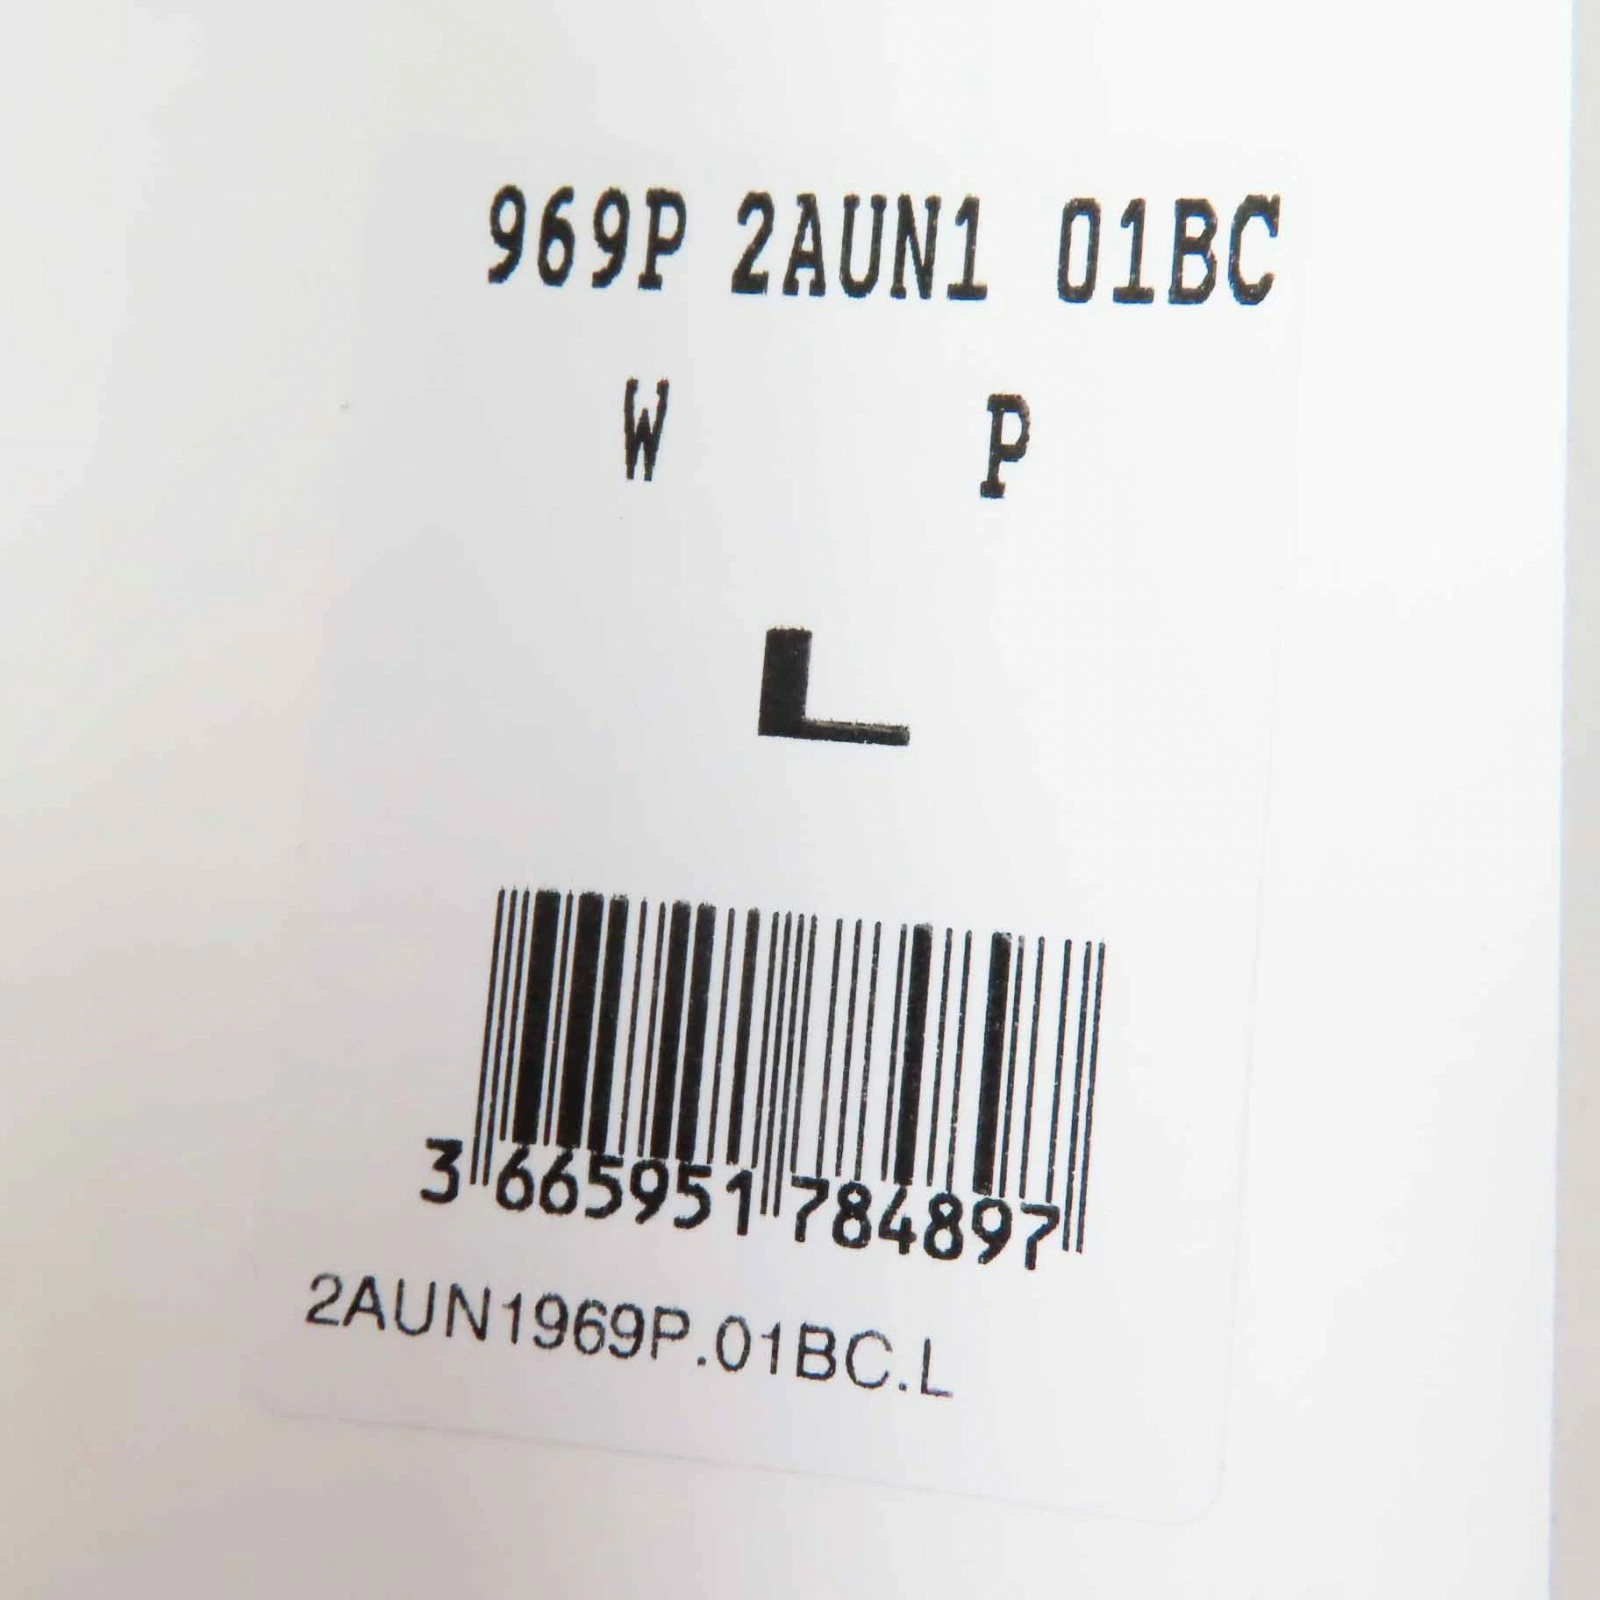 969P 2AUN1 01BC
W P
L
3 665951 784897
2AUN1969P.01BC.L